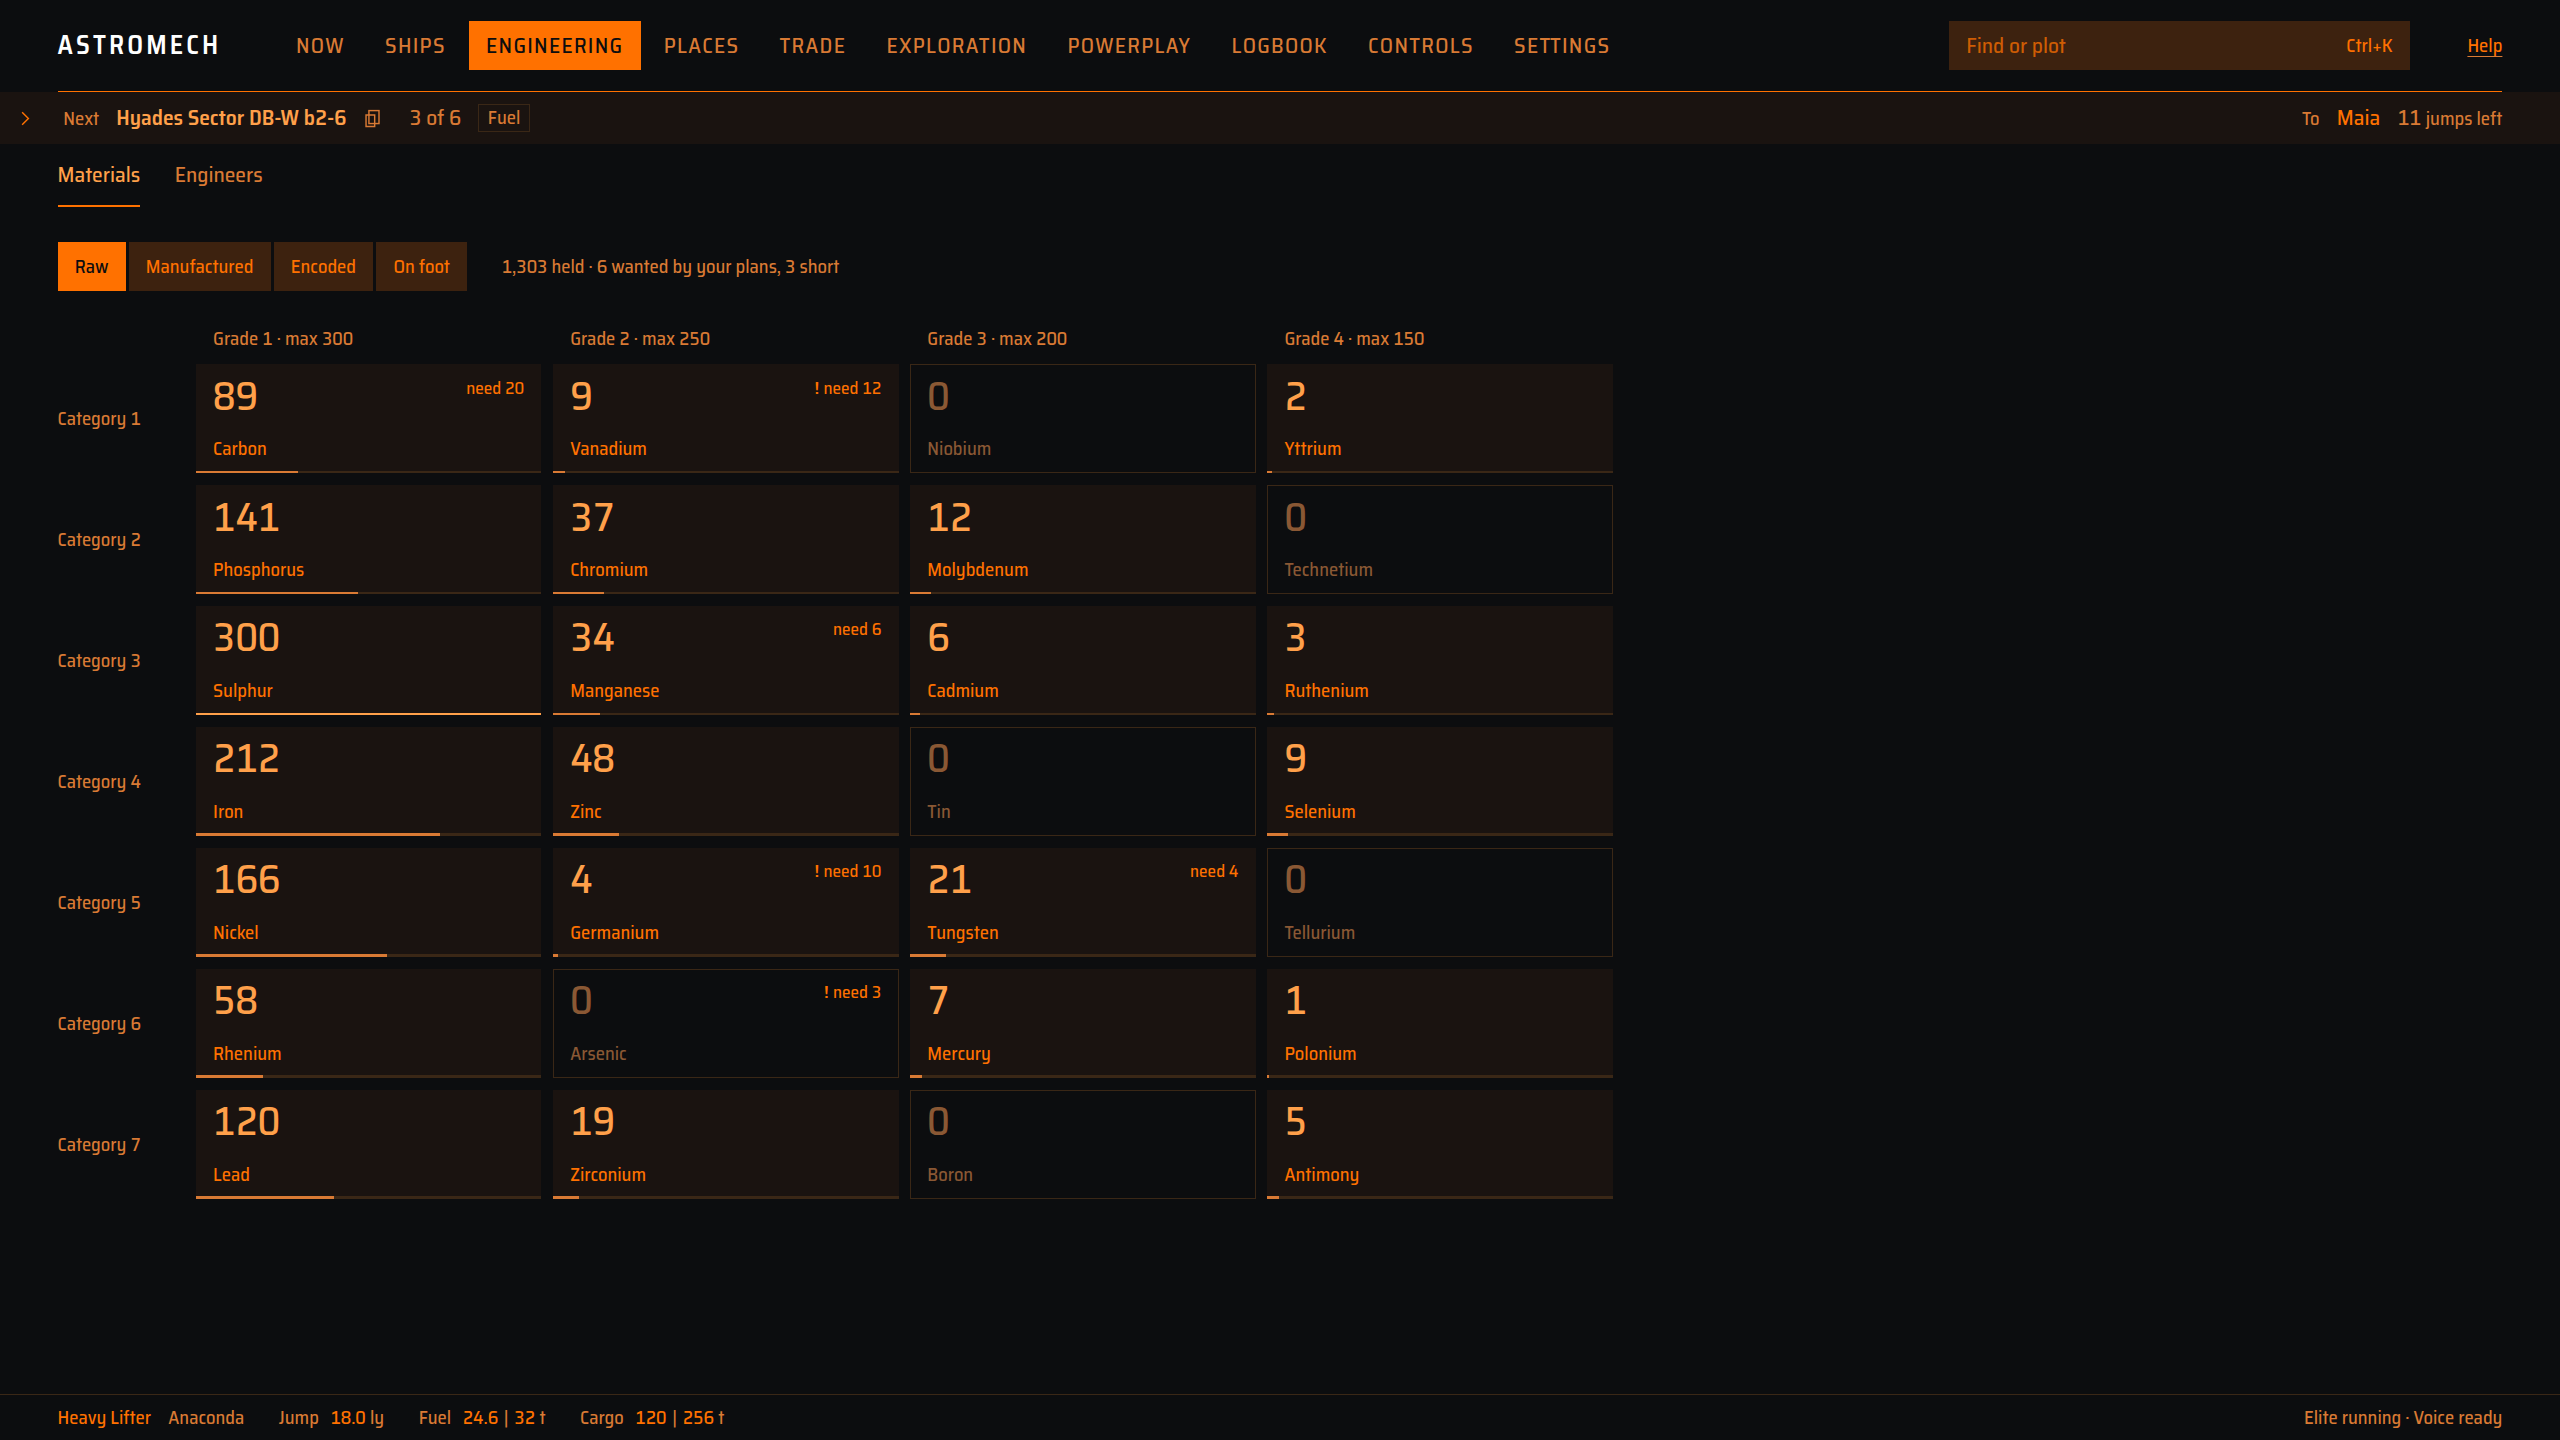 ASTROMECH NOW SHIPS ENGINEERING PLACES TRADE EXPLORATION POWERPLAY LOGBOOK CONTROLS SETTINGS Find or plot Ctrl+K Help
Next Hyades Sector DB-W b2-6 3 of 6 Fuel To Maia 11 jumps left
Materials Engineers
Raw Manufactured Encoded On foot 1,303 held · 6 wanted by your plans, 3 short
Grade 1 · max 300 Grade 2 · max 250 Grade 3 · max 200 Grade 4 · max 150
89 need 20 9 ! need 12 0 2
Category 1
Carbon Vanadium Niobium Yttrium
141 37 12 0
Category 2
Phosphorus Chromium Molybdenum Technetium
300 34 need 6 6 3
Category 3
Sulphur Manganese Cadmium Ruthenium
212 48 0 9
Category 4
Iron Zinc Tin Selenium
166 4 ! need 10 21 need 4 0
Category 5
Nickel Germanium Tungsten Tellurium
58 0 ! need 3 7 1
Category 6
Rhenium Arsenic Mercury Polonium
120 19 0 5
Category 7
Lead Zirconium Boron Antimony
Heavy Lifter Anaconda Jump 18.0 ly Fuel 24.6 | 32 t Cargo 120 | 256 t Elite running · Voice ready